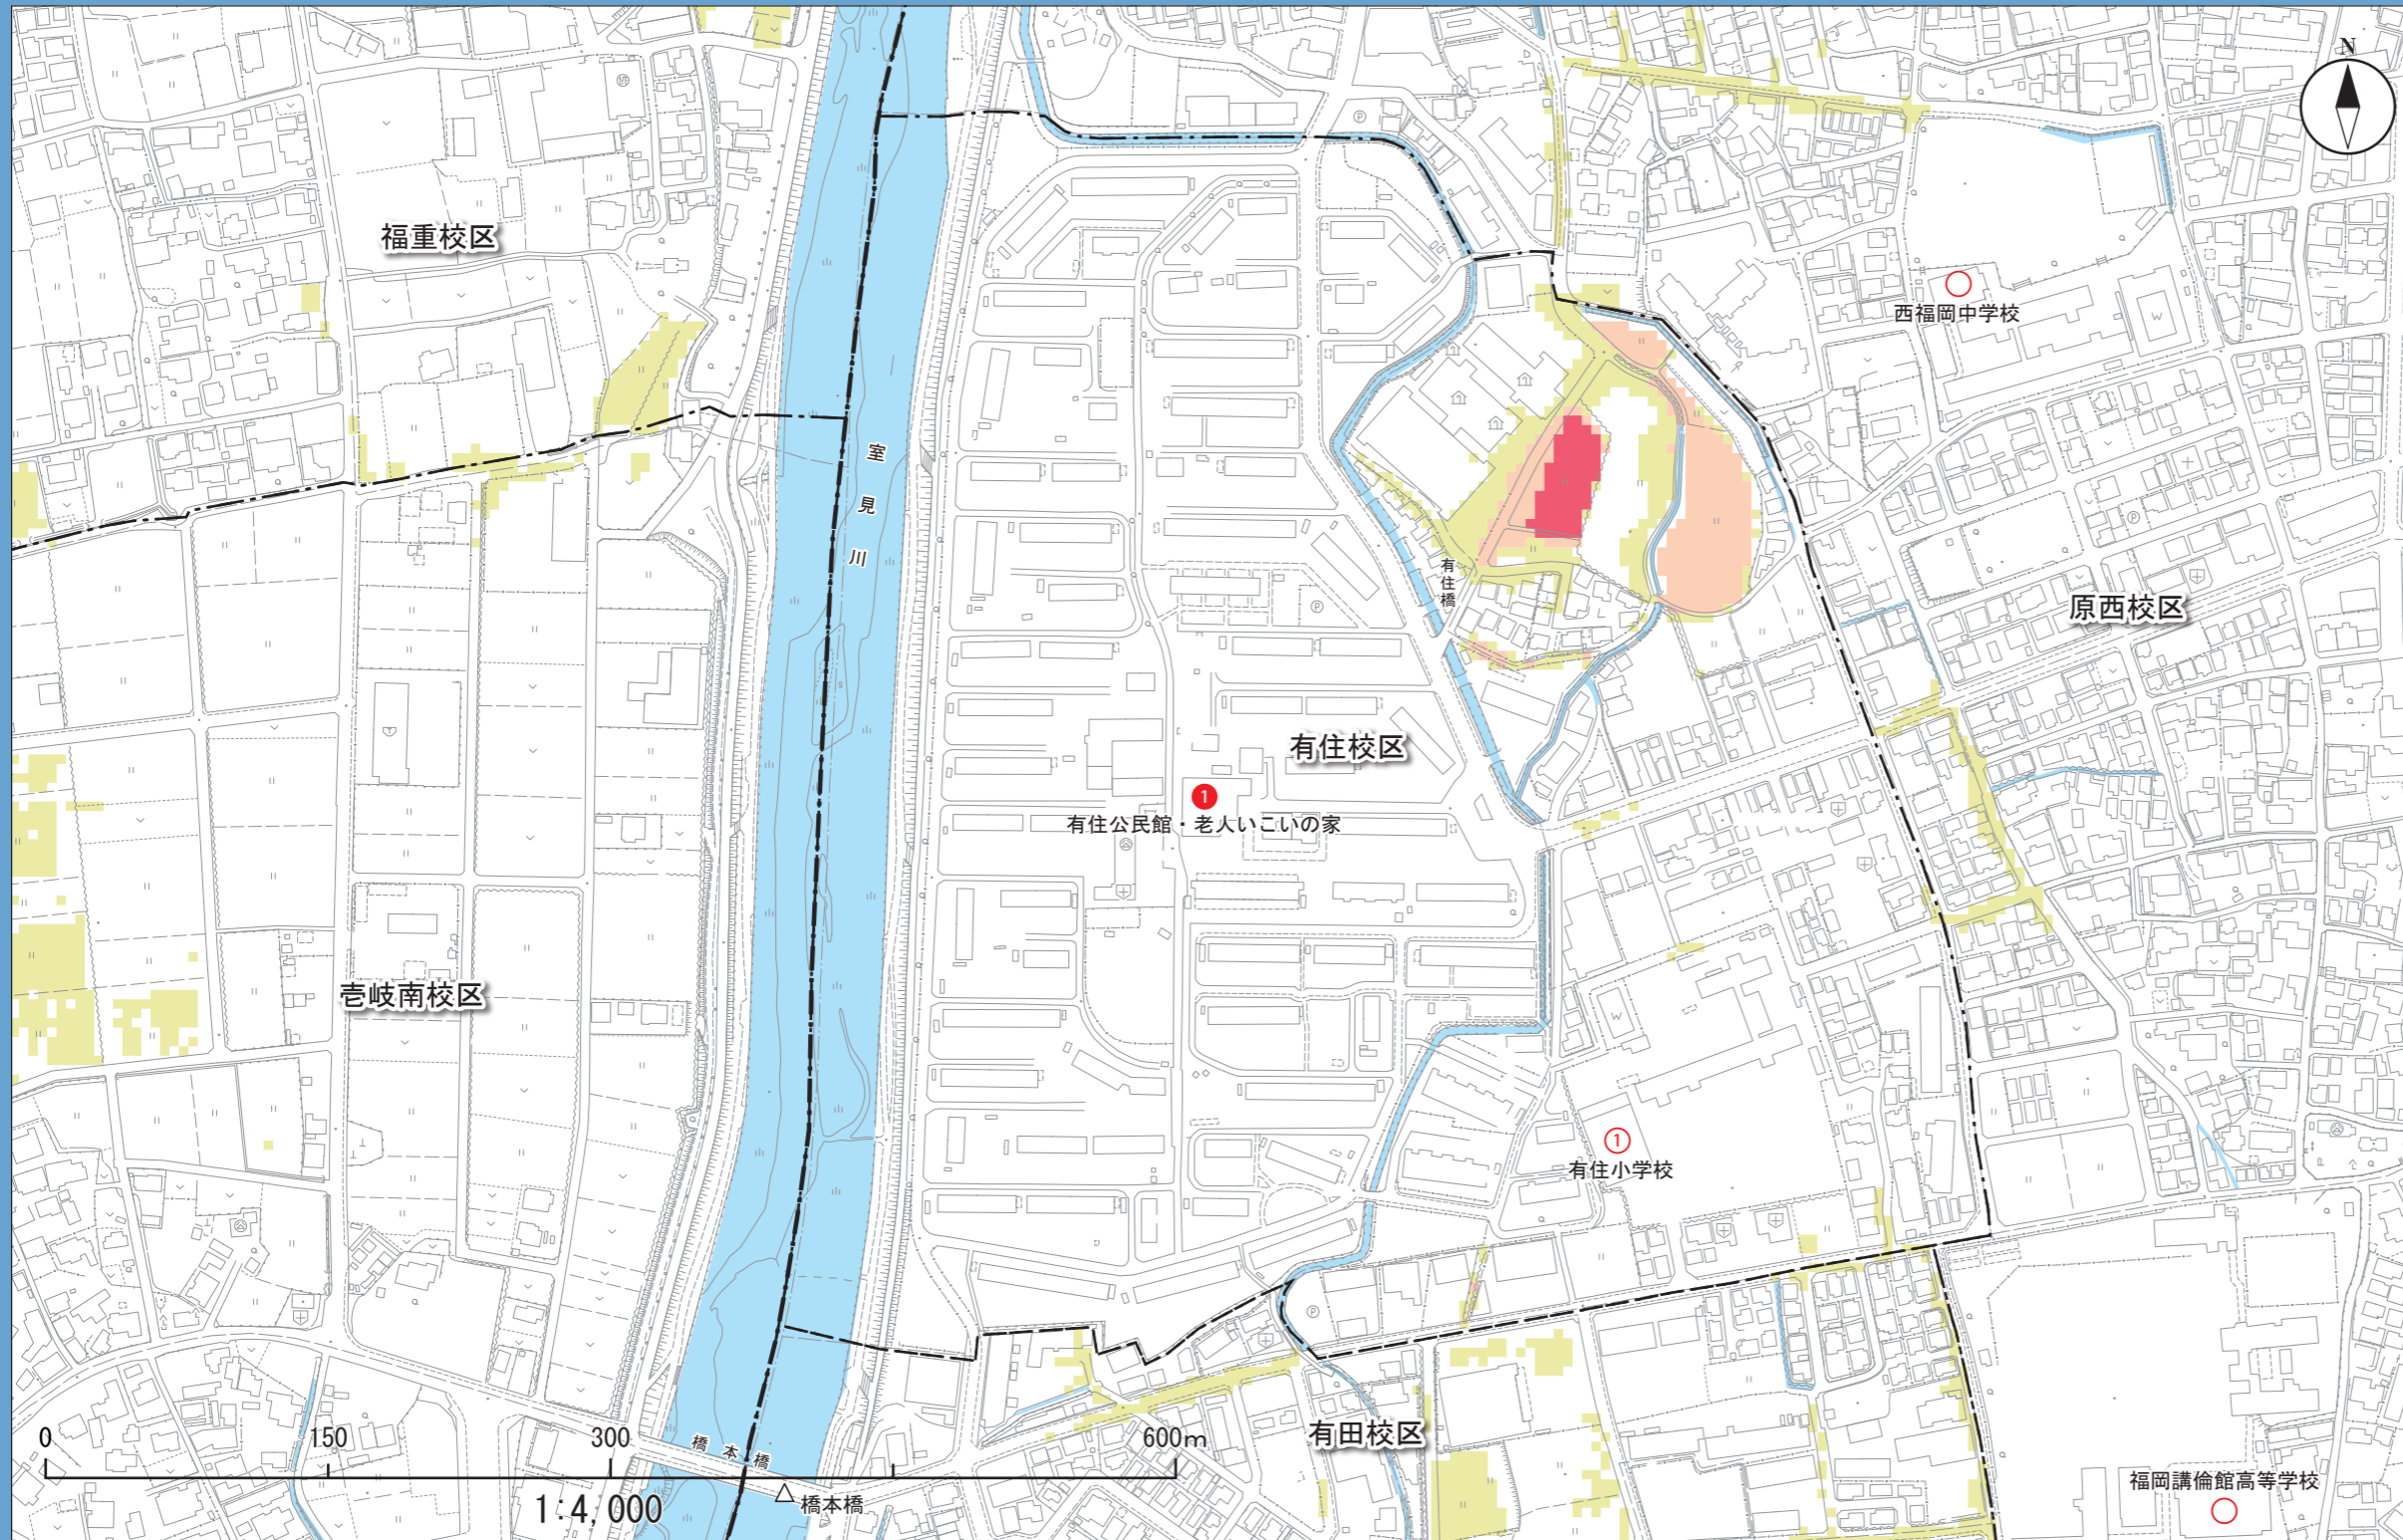 N
福重校区
西福岡中学校
室見川
有住橋
原西校区
有住校区
1
有住公民館・老人いこいの家
壱岐南校区
1
有住小学校
有田校区
0 150 300 600m
橋本橋
1:4,000
橋本橋
福岡講倫館高等学校